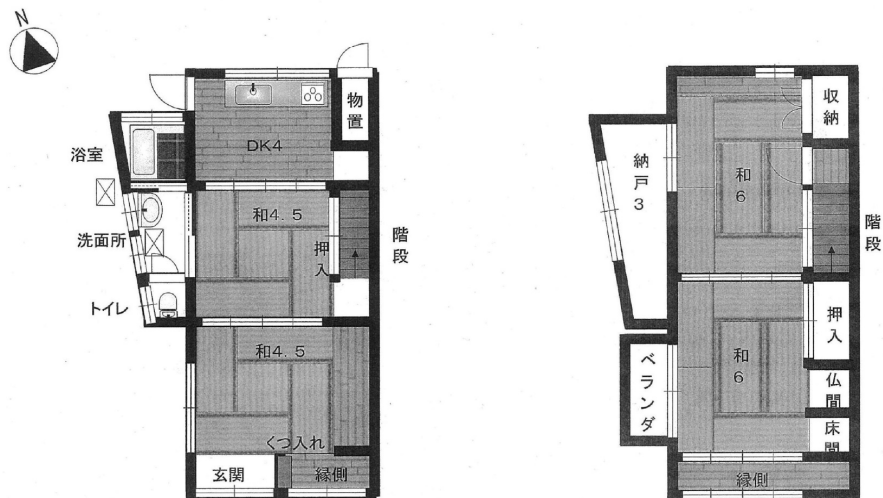 N
物置
DK4
浴室
和4.5
洗面所
押入
階段
トイレ
和4.5
くつ入れ
玄関
縁側
収納
納戸3
和6
階段
押入
和6
ベランダ
仏間
床間
縁側